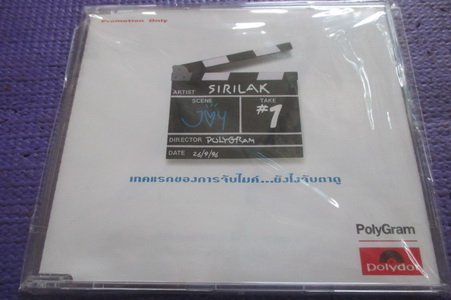 Promotion Only
ARTIST SIRILAK
SCENE TAKE
Joy #1
DIRECTOR POLYGRAM
DATE 26/9/96
เทคแรกของการจับไมค์...ยังไงจับตาดู
PolyGram
Polydor